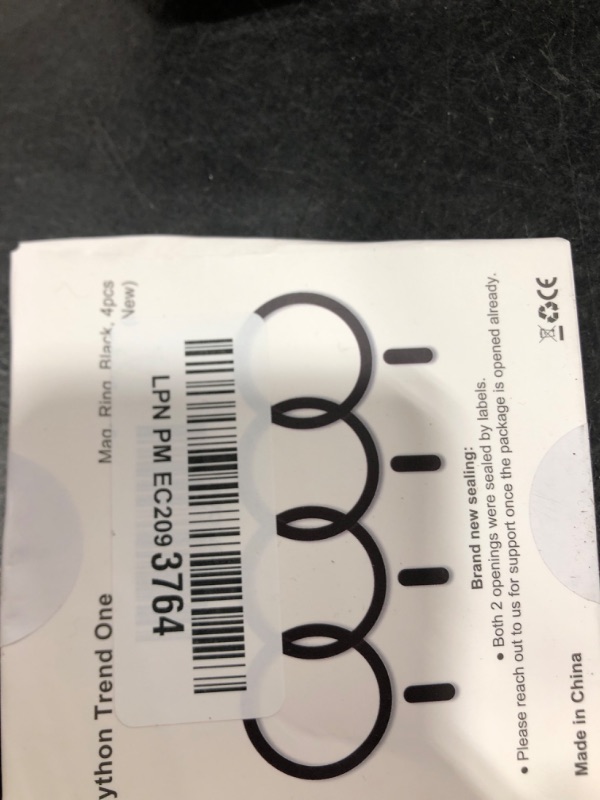 ython Trend One
Mag. Ring. Black, 4pcs
New)
LPN PM EC209 3764
Brand new sealing:
• Both 2 openings were sealed by labels.
• Please reach out to us for support once the package is opened already.
Made in China
CE